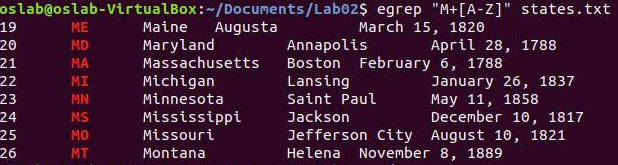 oslab@oslab-VirtualBox:~/Documents/Lab02$ egrep "M+[A-Z]" states.txt
19 ME Maine Augusta March 15, 1820
20 MD Maryland Annapolis April 28, 1788
21 MA Massachusetts Boston February 6, 1788
22 MI Michigan Lansing January 26, 1837
23 MN Minnesota Saint Paul May 11, 1858
24 MS Mississippi Jackson December 10, 1817
25 MO Missouri Jefferson City August 10, 1821
26 MT Montana Helena November 8, 1889